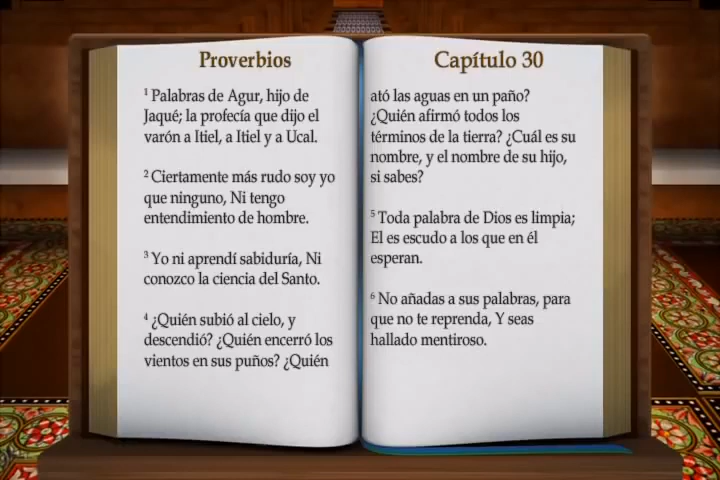 Proverbios
¹ Palabras de Agur, hijo de
Jaqué; la profecía que dijo el
varón a Itiel, a Itiel y a Ucal.
² Ciertamente más rudo soy yo
que ninguno, Ni tengo
entendimiento de hombre.
³ Yo ni aprendí sabiduría, Ni
conozco la ciencia del Santo.
⁴ ¿Quién subió al cielo, y
descendió? ¿Quién encerró los
vientos en sus puños? ¿Quién
Capítulo 30
ató las aguas en un paño?
¿Quién afirmó todos los
términos de la tierra? ¿Cuál es su
nombre, y el nombre de su hijo,
si sabes?
⁵ Toda palabra de Dios es limpia;
El es escudo a los que en él
esperan.
⁶ No añadas a sus palabras, para
que no te reprenda, Y seas
hallado mentiroso.